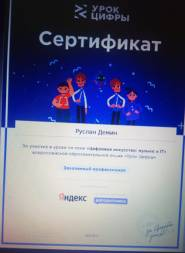 УРОК
ЦИФРЫ
Сертификат
Руслан Демин
За участие в уроке по теме «Цифровое искусство: музыка и IT»
всероссийской образовательной акции «Урок Цифры»
Яндекс